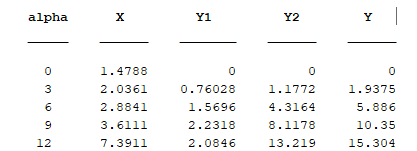 alpha X Y1 Y2 Y
0 1.4788 0 0 0
3 2.0361 0.76028 1.1772 1.9375
6 2.8841 1.5696 4.3164 5.886
9 3.6111 2.2318 8.1178 10.35
12 7.3911 2.0846 13.219 15.304